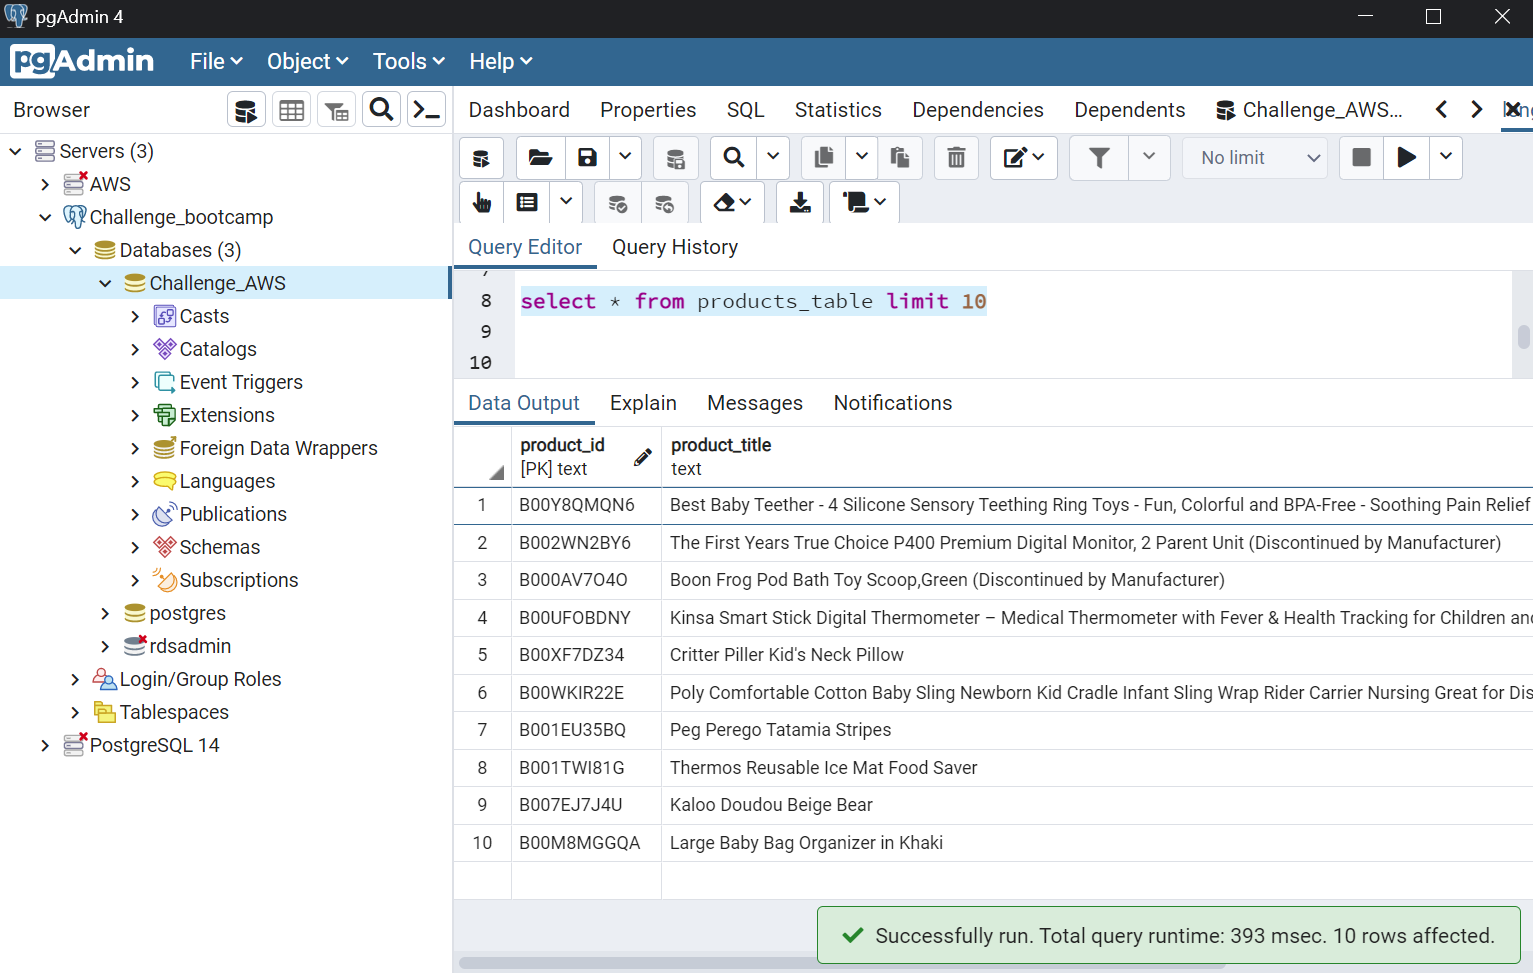 pgAdmin 4
pgAdmin File Object Tools Help
Browser
Dashboard Properties SQL Statistics Dependencies Dependents Challenge_AWS...
Servers (3)
AWS
Challenge_bootcamp
Databases (3)
Challenge_AWS
Casts
Catalogs
Event Triggers
Extensions
Foreign Data Wrappers
Languages
Publications
Schemas
Subscriptions
postgres
rdsadmin
Login/Group Roles
Tablespaces
PostgreSQL 14
No limit
Query Editor Query History
7
8 select * from products_table limit 10
9
10
Data Output Explain Messages Notifications
product_id product_title
[PK] text text
1 B00Y8QMQN6 Best Baby Teether - 4 Silicone Sensory Teething Ring Toys - Fun, Colorful and BPA-Free - Soothing Pain Relief
2 B002WN2BY6 The First Years True Choice P400 Premium Digital Monitor, 2 Parent Unit (Discontinued by Manufacturer)
3 B000AV7O4O Boon Frog Pod Bath Toy Scoop,Green (Discontinued by Manufacturer)
4 B00UFOBDNY Kinsa Smart Stick Digital Thermometer – Medical Thermometer with Fever & Health Tracking for Children an
5 B00XF7DZ34 Critter Piller Kid's Neck Pillow
6 B00WKIR22E Poly Comfortable Cotton Baby Sling Newborn Kid Cradle Infant Sling Wrap Rider Carrier Nursing Great for Dis
7 B001EU35BQ Peg Perego Tatamia Stripes
8 B001TWI81G Thermos Reusable Ice Mat Food Saver
9 B007EJ7J4U Kaloo Doudou Beige Bear
10 B00M8MGGQA Large Baby Bag Organizer in Khaki
Successfully run. Total query runtime: 393 msec. 10 rows affected.